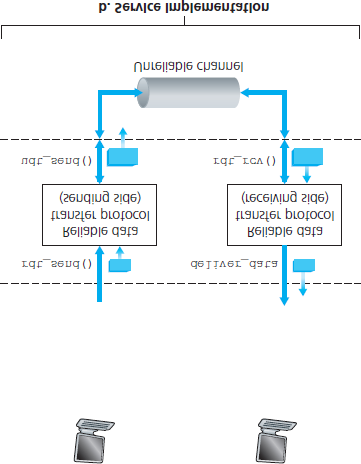 rdt_send()
deliver_data
Reliable data
transfer protocol
(sending side)
Reliable data
transfer protocol
(receiving side)
udt_send()
rdt_rcv()
Unreliable channel
b. Service implementation